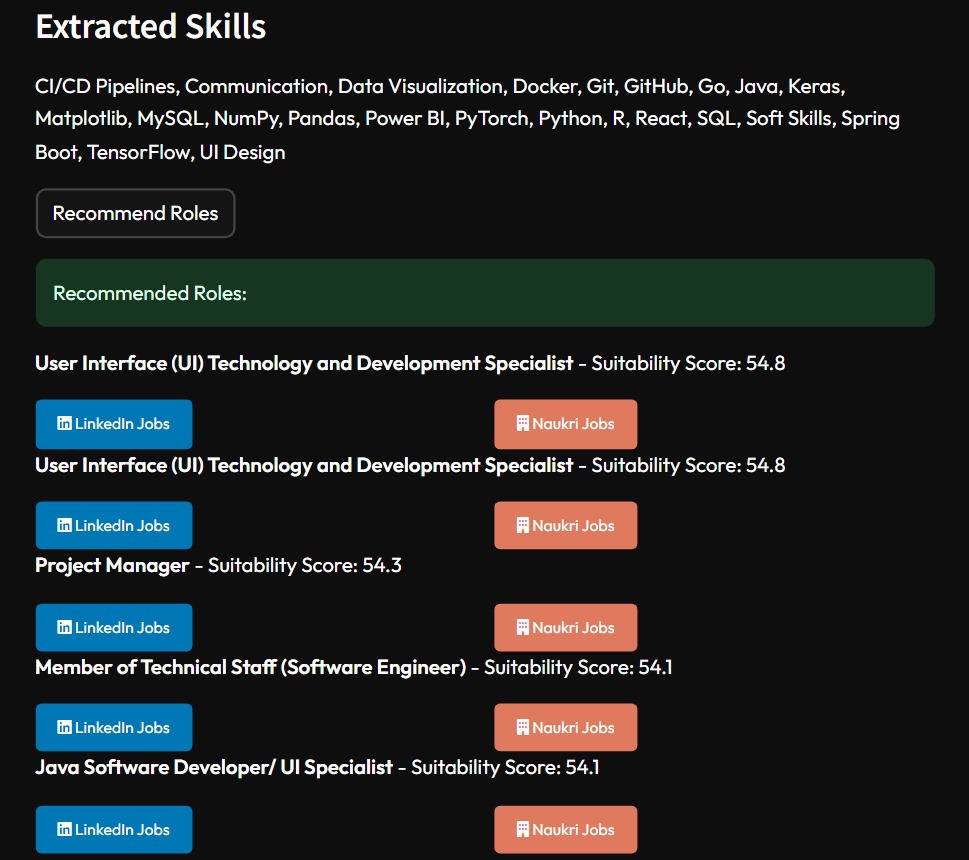 Extracted Skills
CI/CD Pipelines, Communication, Data Visualization, Docker, Git, GitHub, Go, Java, Keras,
Matplotlib, MySQL, NumPy, Pandas, Power BI, PyTorch, Python, R, React, SQL, Soft Skills, Spring
Boot, TensorFlow, UI Design
Recommend Roles
Recommended Roles:
User Interface (UI) Technology and Development Specialist - Suitability Score: 54.8
in LinkedIn Jobs Naukri Jobs
User Interface (UI) Technology and Development Specialist - Suitability Score: 54.8
in LinkedIn Jobs Naukri Jobs
Project Manager - Suitability Score: 54.3
in LinkedIn Jobs Naukri Jobs
Member of Technical Staff (Software Engineer) - Suitability Score: 54.1
in LinkedIn Jobs Naukri Jobs
Java Software Developer/ UI Specialist - Suitability Score: 54.1
in LinkedIn Jobs Naukri Jobs